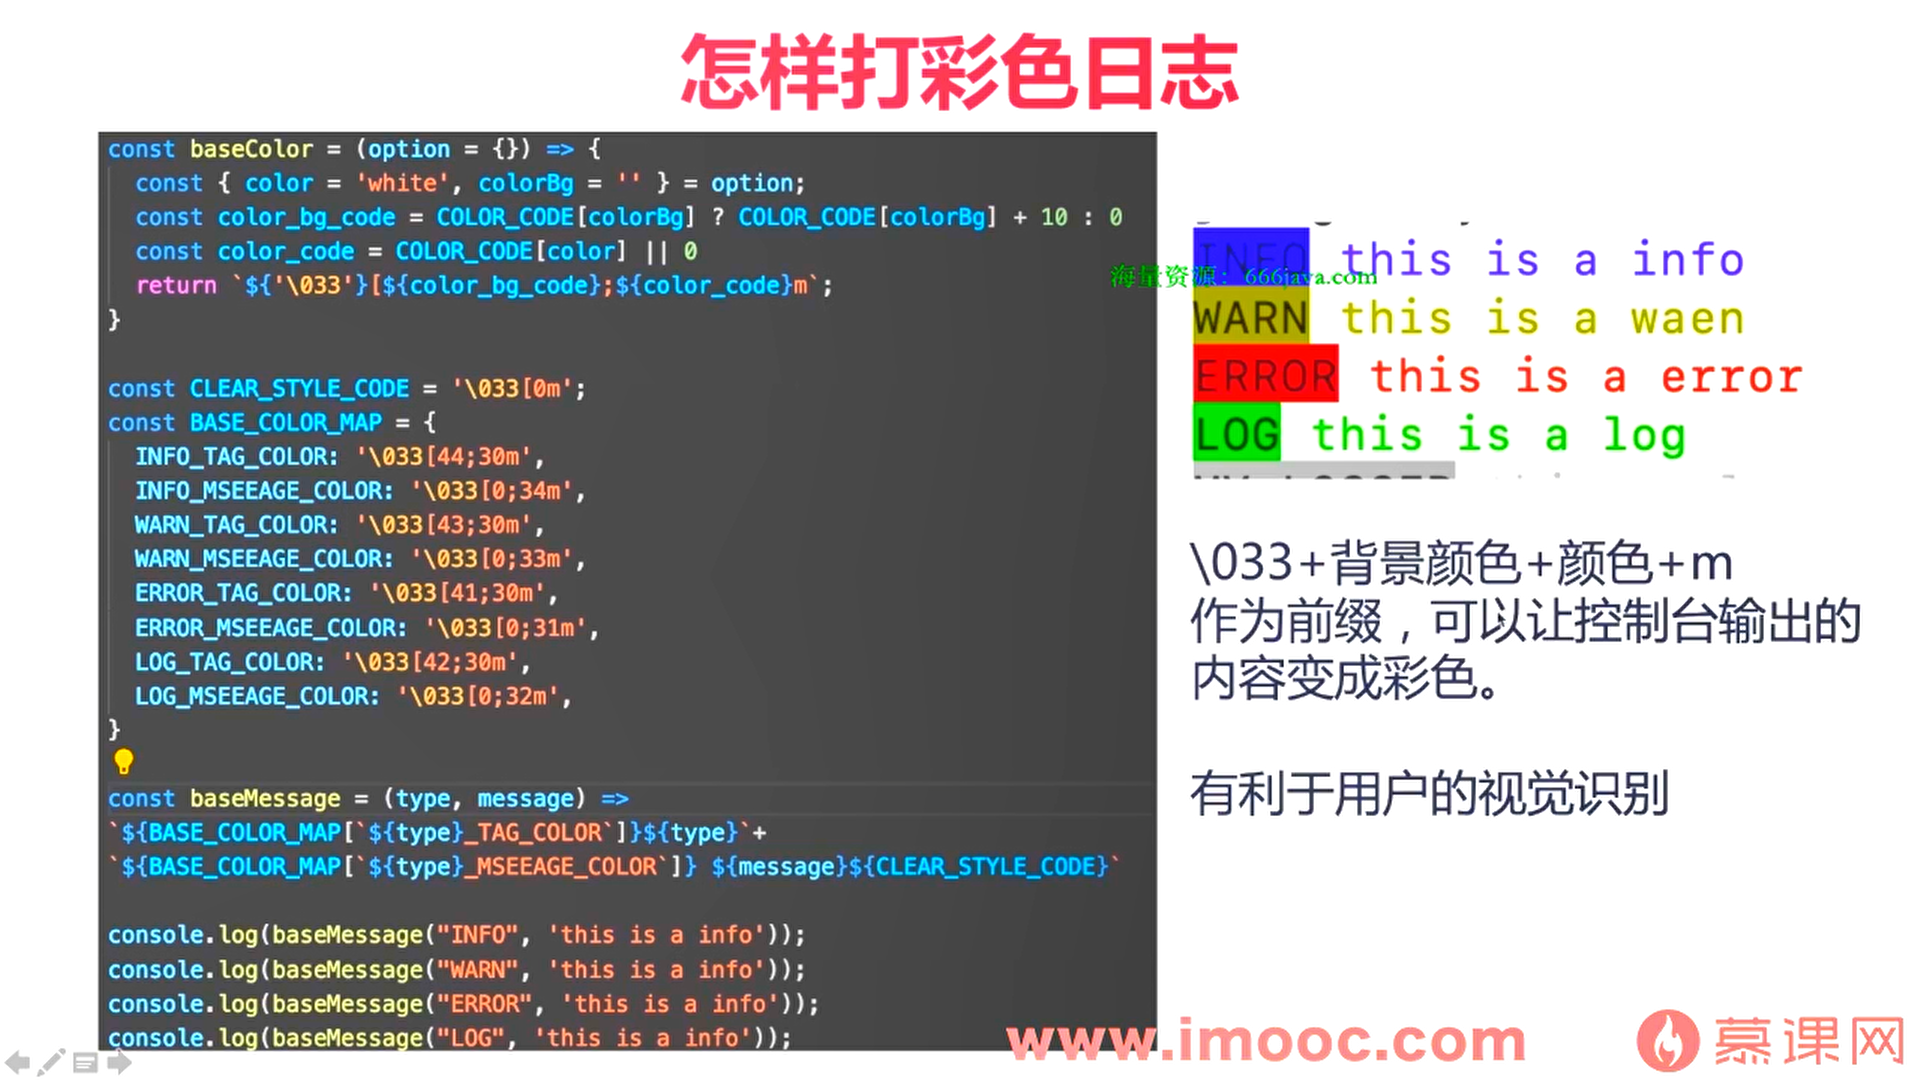 怎样打彩色日志
const baseColor = (option = {}) => {
  const { color = 'white', colorBg = '' } = option;
  const color_bg_code = COLOR_CODE[colorBg] ? COLOR_CODE[colorBg] + 10 : 0
  const color_code = COLOR_CODE[color] || 0
  return `${'\033'}[${color_bg_code};${color_code}m`;
}
const CLEAR_STYLE_CODE = '\033[0m';
const BASE_COLOR_MAP = {
  INFO_TAG_COLOR: '\033[44;30m',
  INFO_MSEEAGE_COLOR: '\033[0;34m',
  WARN_TAG_COLOR: '\033[43;30m',
  WARN_MSEEAGE_COLOR: '\033[0;33m',
  ERROR_TAG_COLOR: '\033[41;30m',
  ERROR_MSEEAGE_COLOR: '\033[0;31m',
  LOG_TAG_COLOR: '\033[42;30m',
  LOG_MSEEAGE_COLOR: '\033[0;32m',
}
const baseMessage = (type, message) =>
`${BASE_COLOR_MAP[`${type}_TAG_COLOR`]}${type}`+
`${BASE_COLOR_MAP[`${type}_MSEEAGE_COLOR`]} ${message}${CLEAR_STYLE_CODE}`
console.log(baseMessage("INFO", 'this is a info'));
console.log(baseMessage("WARN", 'this is a info'));
console.log(baseMessage("ERROR", 'this is a info'));
console.log(baseMessage("LOG", 'this is a info'));
INFO this is a info
海量资源：666java.com
WARN this is a waen
ERROR this is a error
LOG this is a log
\033+背景颜色+颜色+m
作为前缀，可以让控制台输出的
内容变成彩色。
有利于用户的视觉识别
www.imooc.com
慕课网